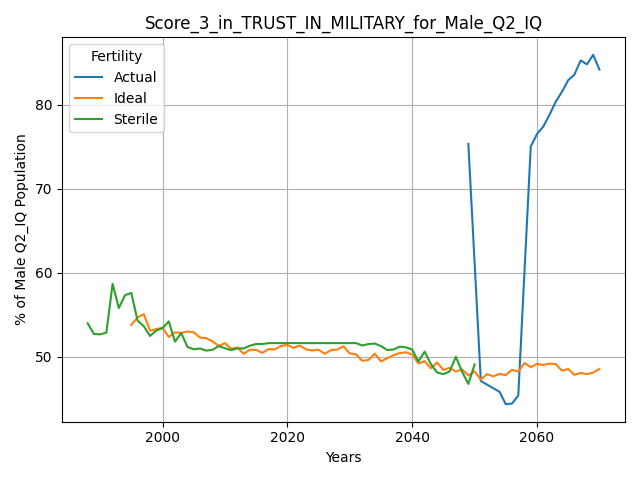 Score_3_in_TRUST_IN_MILITARY_for_Male_Q2_IQ
Fertility
Actual
Ideal
Sterile
% of Male Q2_IQ Population
80
70
60
50
2000
2020
2040
2060
Years